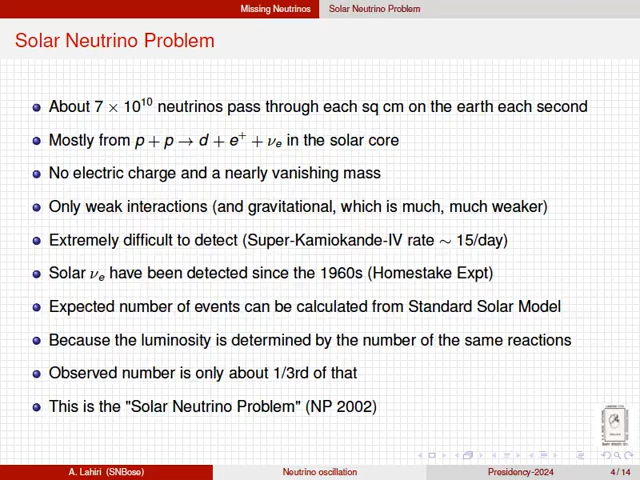 Missing Neutrinos Solar Neutrino Problem
Solar Neutrino Problem
About 7 × 10¹⁰ neutrinos pass through each sq cm on the earth each second
Mostly from p + p → d + e⁺ + νₑ in the solar core
No electric charge and a nearly vanishing mass
Only weak interactions (and gravitational, which is much, much weaker)
Extremely difficult to detect (Super-Kamiokande-IV rate ∼ 15/day)
Solar νₑ have been detected since the 1960s (Homestake Expt)
Expected number of events can be calculated from Standard Solar Model
Because the luminosity is determined by the number of the same reactions
Observed number is only about 1/3rd of that
This is the "Solar Neutrino Problem" (NP 2002)
A. Lahiri (SNBose) Neutrino oscillation Presidency-2024 4 / 14